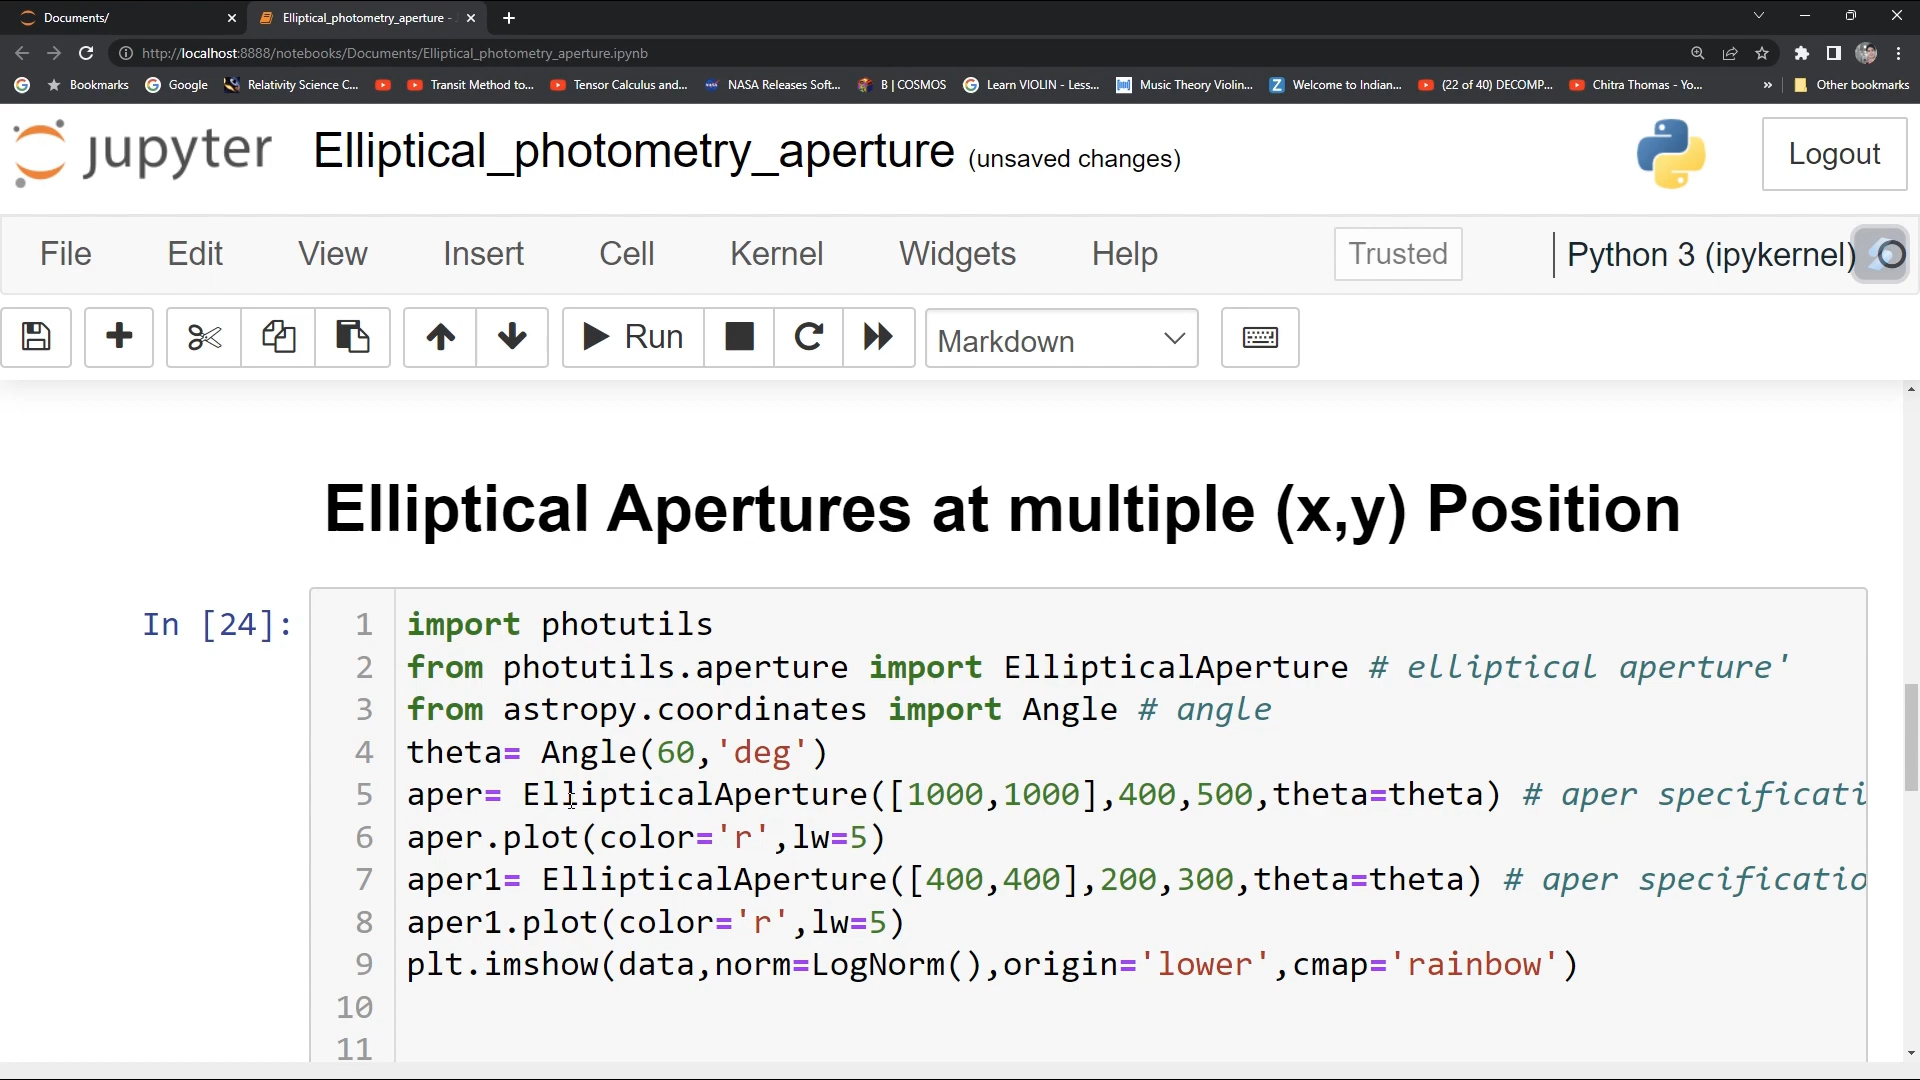 Documents/
Elliptical_photometry_aperture -
http://localhost:8888/notebooks/Documents/Elliptical_photometry_aperture.ipynb
Bookmarks Google Relativity Science C... Transit Method to... Tensor Calculus and... NASA Releases Soft... B | COSMOS Learn VIOLIN - Less... Music Theory Violin... Welcome to Indian... (22 of 40) DECOMP... Chitra Thomas - Yo... » Other bookmarks
jupyter Elliptical_photometry_aperture (unsaved changes) Logout
File Edit View Insert Cell Kernel Widgets Help Trusted Python 3 (ipykernel)
Run Markdown
Elliptical Apertures at multiple (x,y) Position
In [24]:
1 import photutils
2 from photutils.aperture import EllipticalAperture # elliptical aperture'
3 from astropy.coordinates import Angle # angle
4 theta= Angle(60,'deg')
5 aper= EllipticalAperture([1000,1000],400,500,theta=theta) # aper specificati
6 aper.plot(color='r',lw=5)
7 aper1= EllipticalAperture([400,400],200,300,theta=theta) # aper specificatio
8 aper1.plot(color='r',lw=5)
9 plt.imshow(data,norm=LogNorm(),origin='lower',cmap='rainbow')
10
11